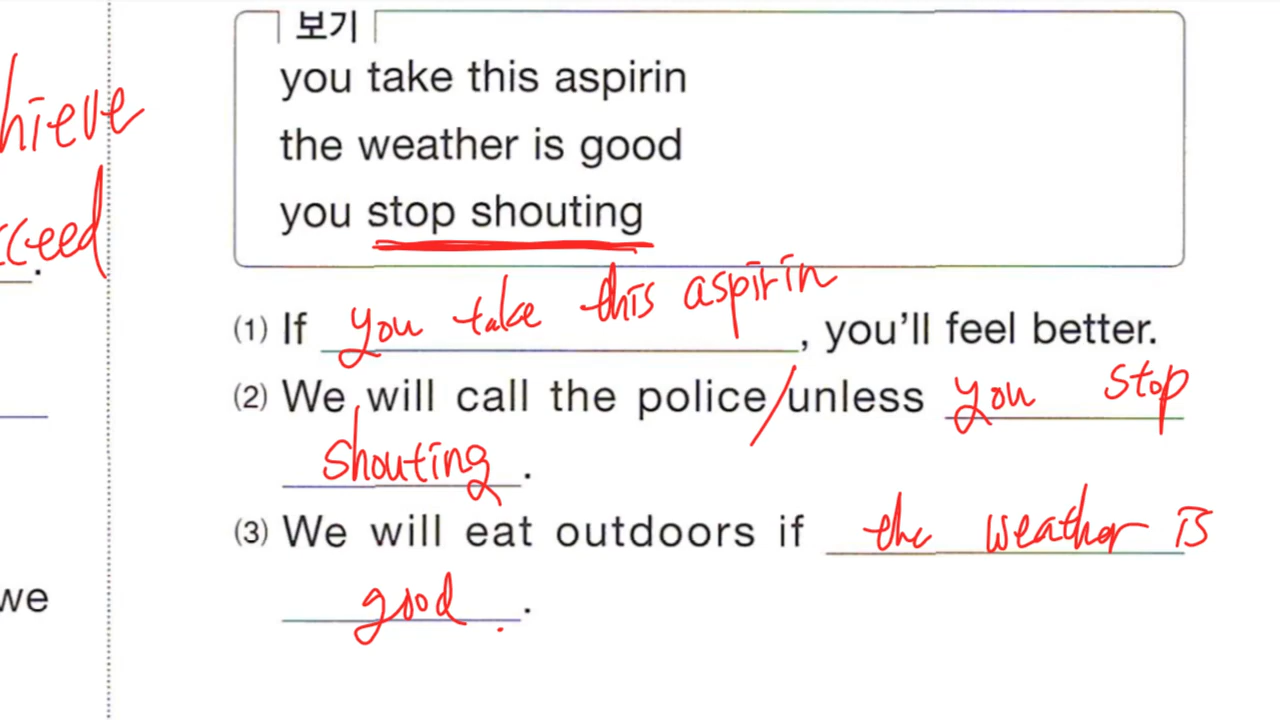 보기
you take this aspirin
the weather is good
you stop shouting
hieve
cceed
.
(1) If you take this aspirin, you'll feel better.
(2) We will call the police/unless you stop
shouting.
(3) We will eat outdoors if the weather is
good.
we